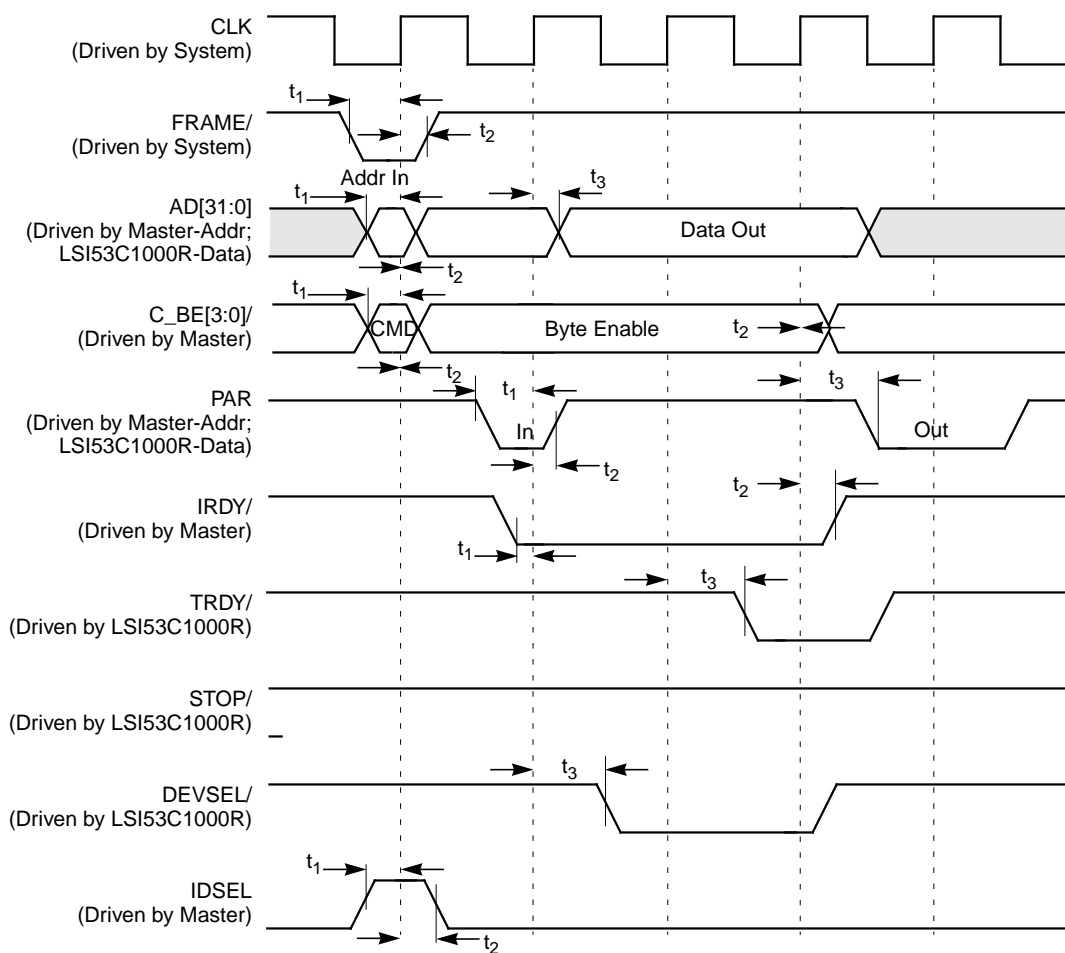 CLK
(Driven by System)
t1
FRAME/
(Driven by System)
t2
Addr In
t1
t3
AD[31:0]
(Driven by Master-Addr;
LSI53C1000R-Data)
Data Out
t2
t1
C_BE[3:0]/
(Driven by Master)
CMD
Byte Enable
t2
t2
t1
t3
PAR
(Driven by Master-Addr;
LSI53C1000R-Data)
In
Out
t2
t2
IRDY/
(Driven by Master)
t1
t3
TRDY/
(Driven by LSI53C1000R)
STOP/
(Driven by LSI53C1000R)
t3
DEVSEL/
(Driven by LSI53C1000R)
t1
IDSEL
(Driven by Master)
t2